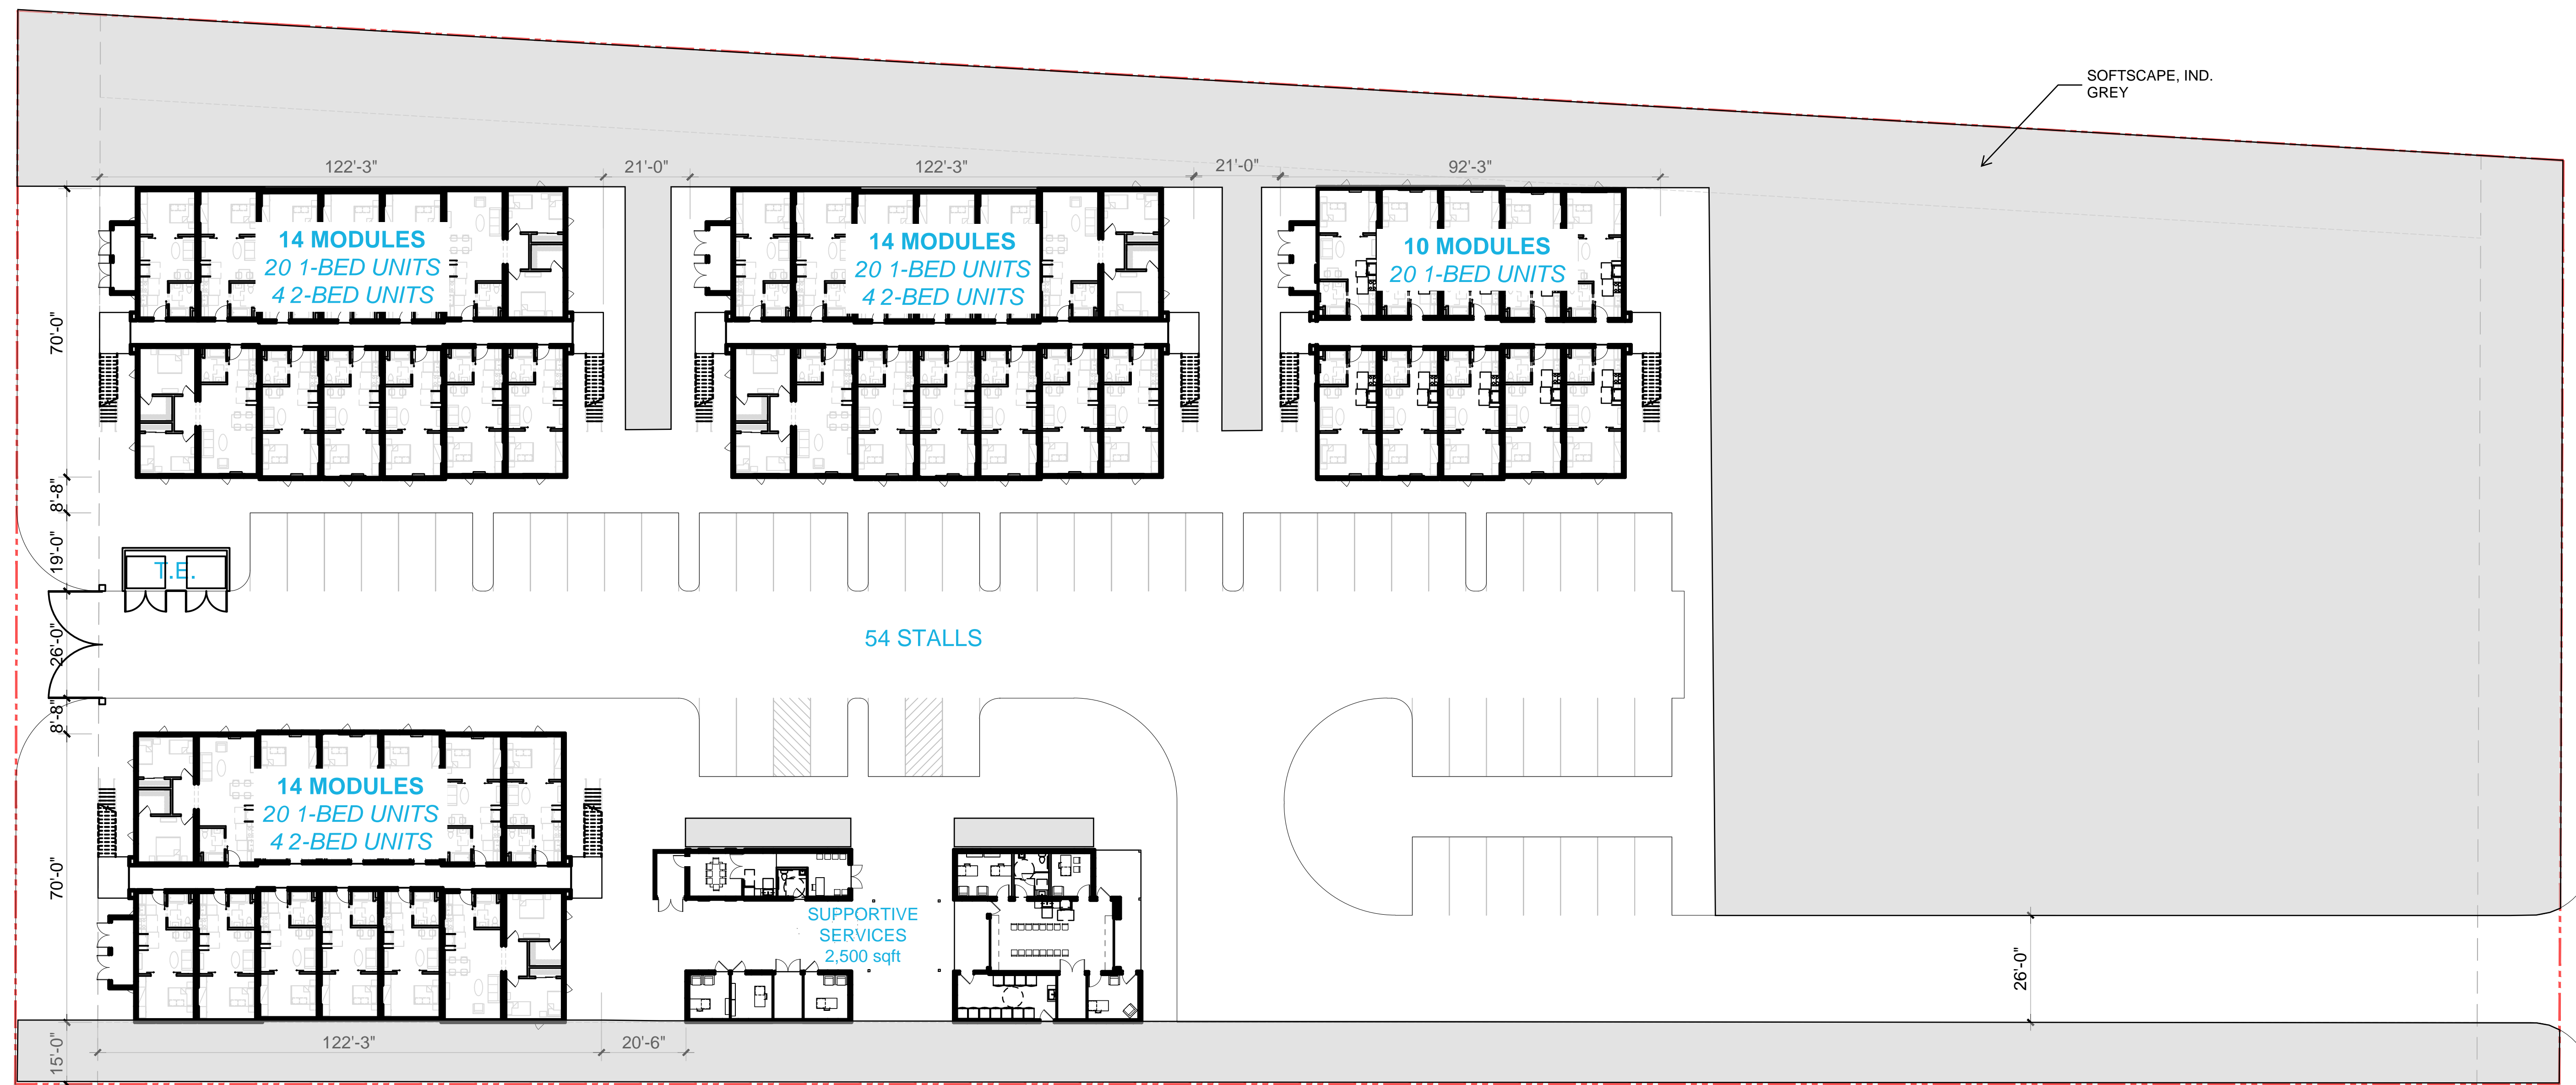 SOFTSCAPE, IND.
GREY
122'-3"
21'-0"
122'-3"
21'-0"
92'-3"
14 MODULES
20 1-BED UNITS
4 2-BED UNITS
14 MODULES
20 1-BED UNITS
4 2-BED UNITS
10 MODULES
20 1-BED UNITS
70'-0"
8'-8"
19'-0"
T.E.
26'-0"
54 STALLS
8'-8"
14 MODULES
20 1-BED UNITS
4 2-BED UNITS
70'-0"
SUPPORTIVE
SERVICES
2,500 sqft
26'-0"
15'-0"
122'-3"
20'-6"